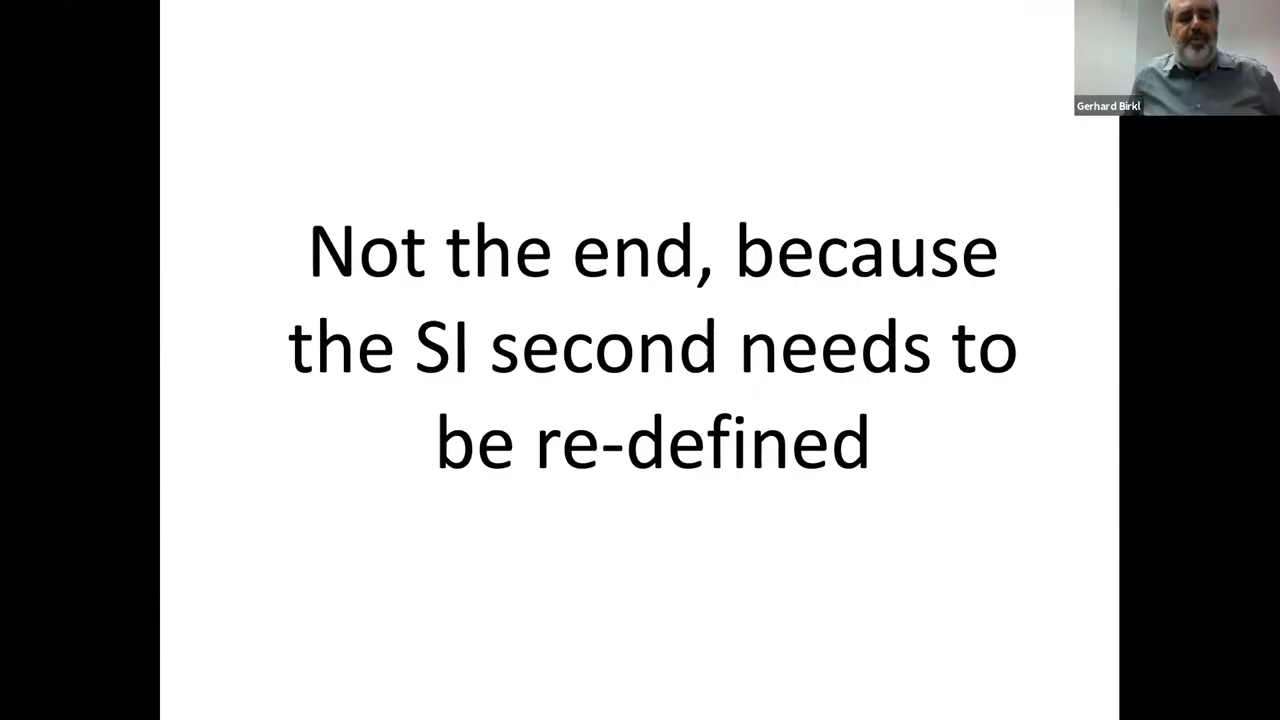 Gerhard Birkl
Not the end, because
the SI second needs to
be re-defined